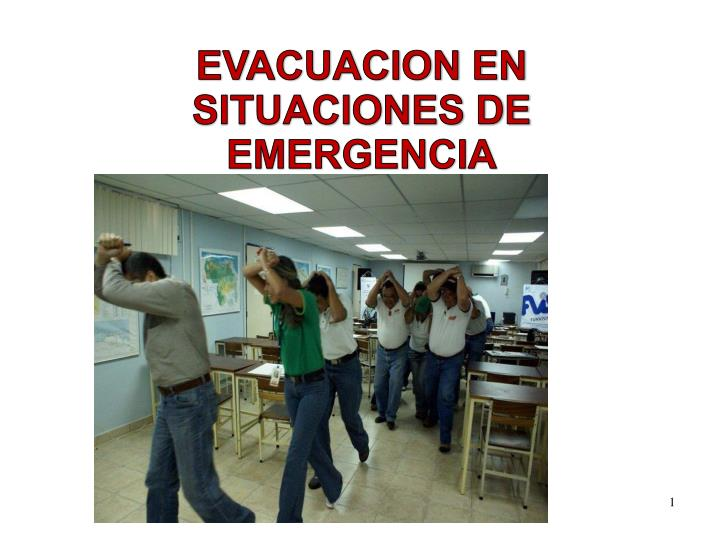 EVACUACION EN
SITUACIONES DE
EMERGENCIA
1